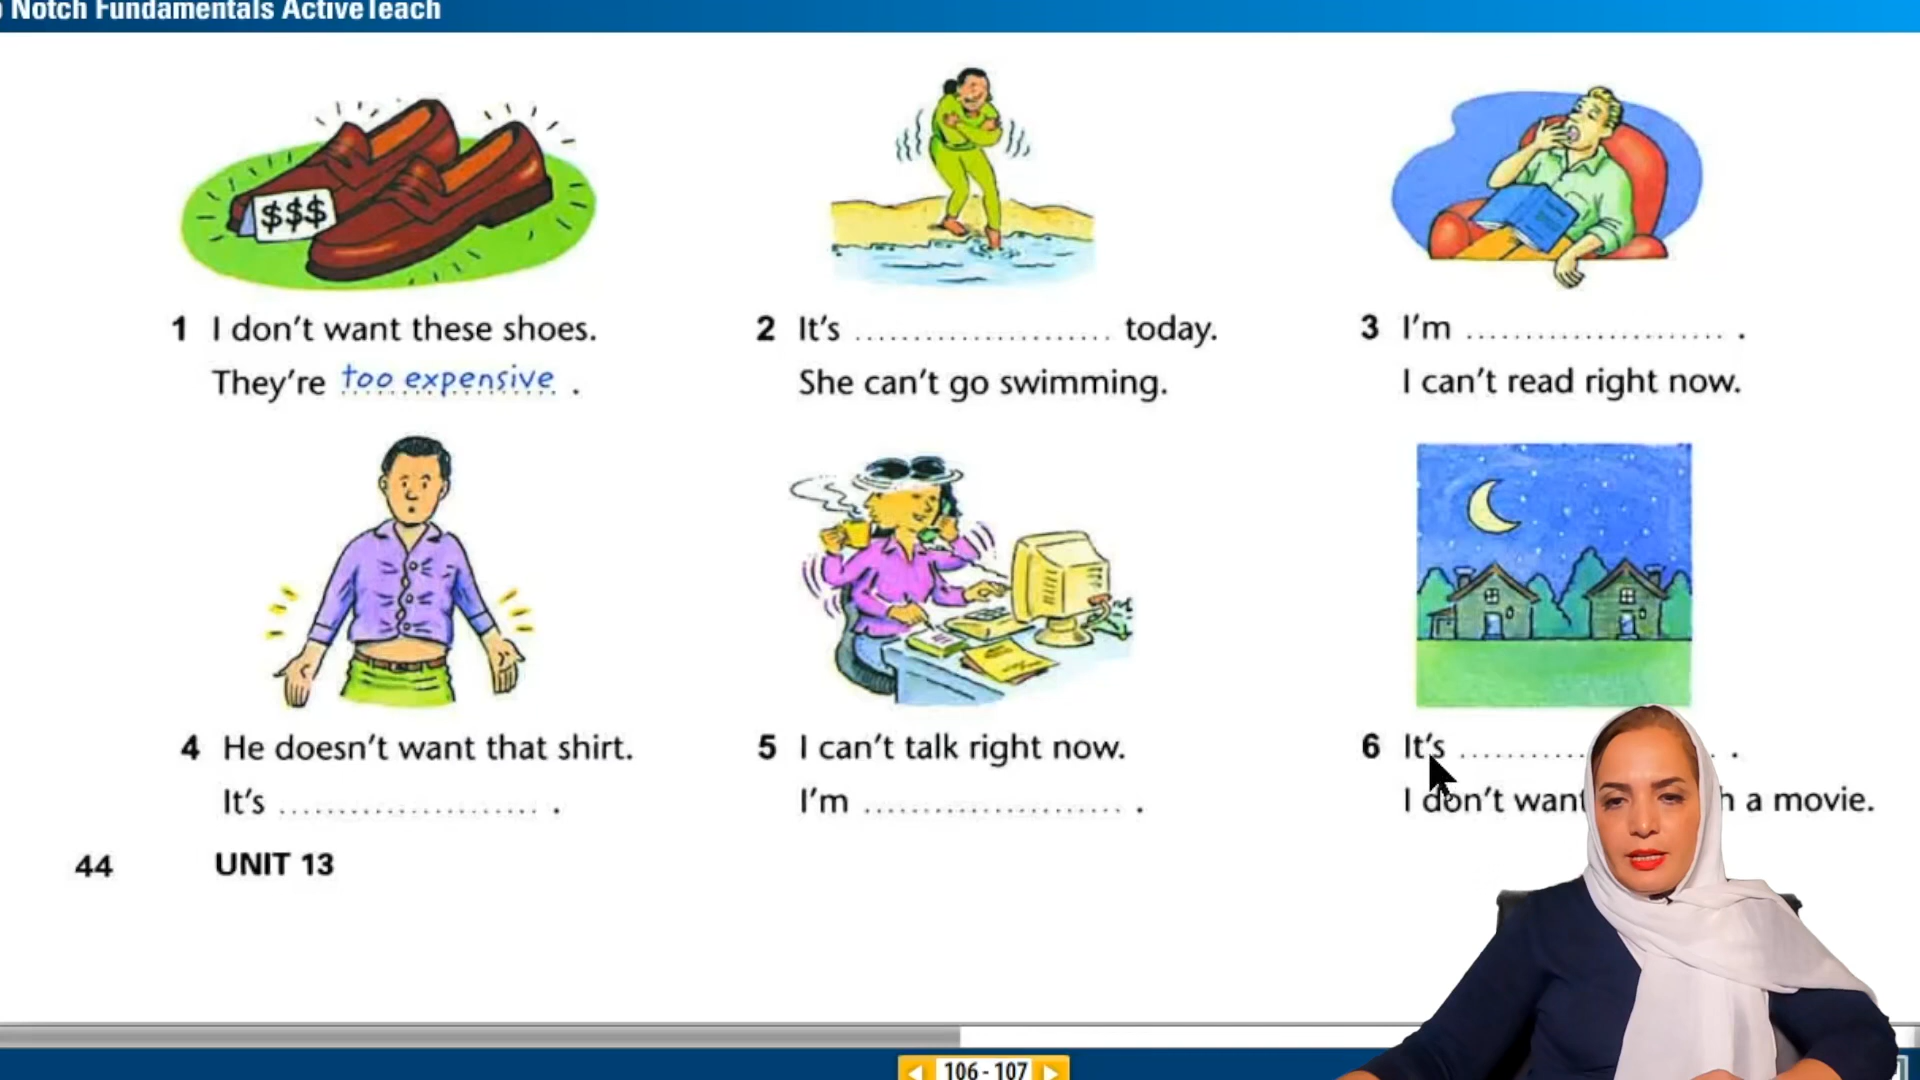 Notch Fundamentals ActiveTeach
$$$
1 I don't want these shoes.
They're too expensive .
2 It's ........................ today.
She can't go swimming.
3 I'm ........................ .
I can't read right now.
4 He doesn't want that shirt.
It's ........................ .
5 I can't talk right now.
I'm ........................ .
6 It's ............ .
I don't want a movie.
44 UNIT 13
106 - 107